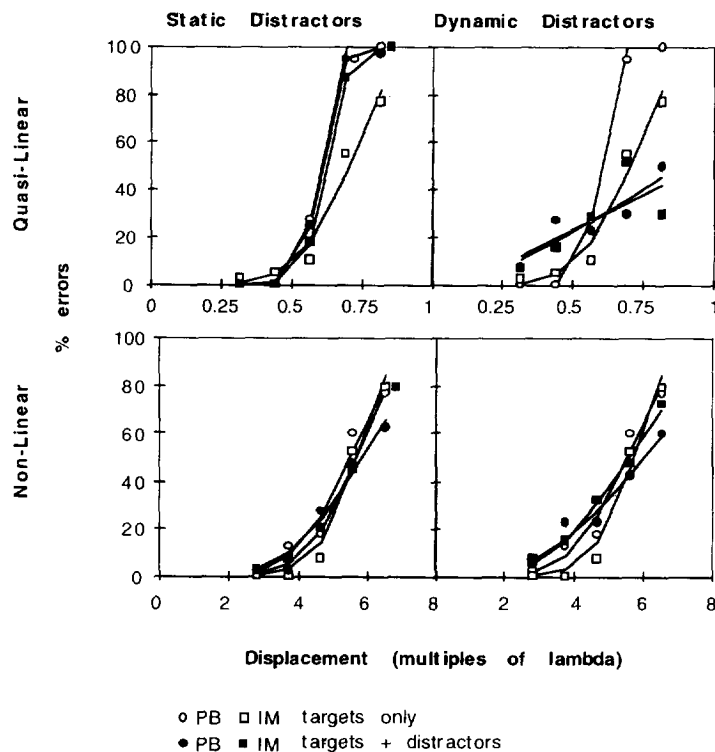 Static Distractors Dynamic Distractors
Quasi-Linear
100
80
60
40
20
0
0 0.25 0.5 0.75 1 0.25 0.5 0.75 1
% errors
Non-Linear
100
80
60
40
20
0
0 2 4 6 0 2 4 6 8
Displacement (multiples of lambda)
PB IM targets only
PB IM targets + distractors